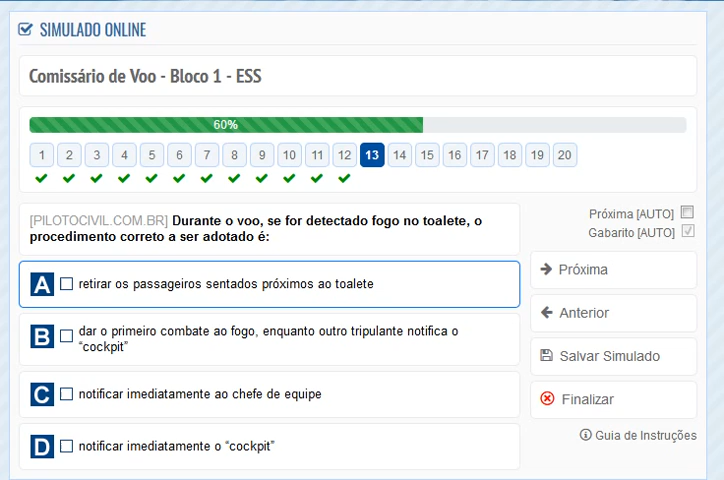 SIMULADO ONLINE
Comissário de Voo - Bloco 1 - ESS
60%
1 2 3 4 5 6 7 8 9 10 11 12 13 14 15 16 17 18 19 20
[PILOTOCIVIL.COM.BR] Durante o voo, se for detectado fogo no toalete, o
procedimento correto a ser adotado é:
A retirar os passageiros sentados próximos ao toalete
B dar o primeiro combate ao fogo, enquanto outro tripulante notifica o
“cockpit”
C notificar imediatamente ao chefe de equipe
D notificar imediatamente o “cockpit”
Próxima [AUTO]
Gabarito [AUTO]
Próxima
Anterior
Salvar Simulado
Finalizar
Guia de Instruções